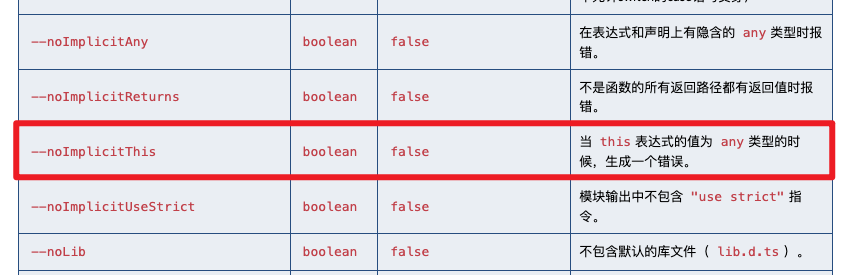 --noImplicitAny boolean false 在表达式和声明上有隐含的 any 类型时报
错。
--noImplicitReturns boolean false 不是函数的所有返回路径都有返回值时报
错。
--noImplicitThis boolean false 当 this 表达式的值为 any 类型的时
候，生成一个错误。
--noImplicitUseStrict boolean false 模块输出中不包含 "use strict" 指
令。
--noLib boolean false 不包含默认的库文件（ lib.d.ts ）。